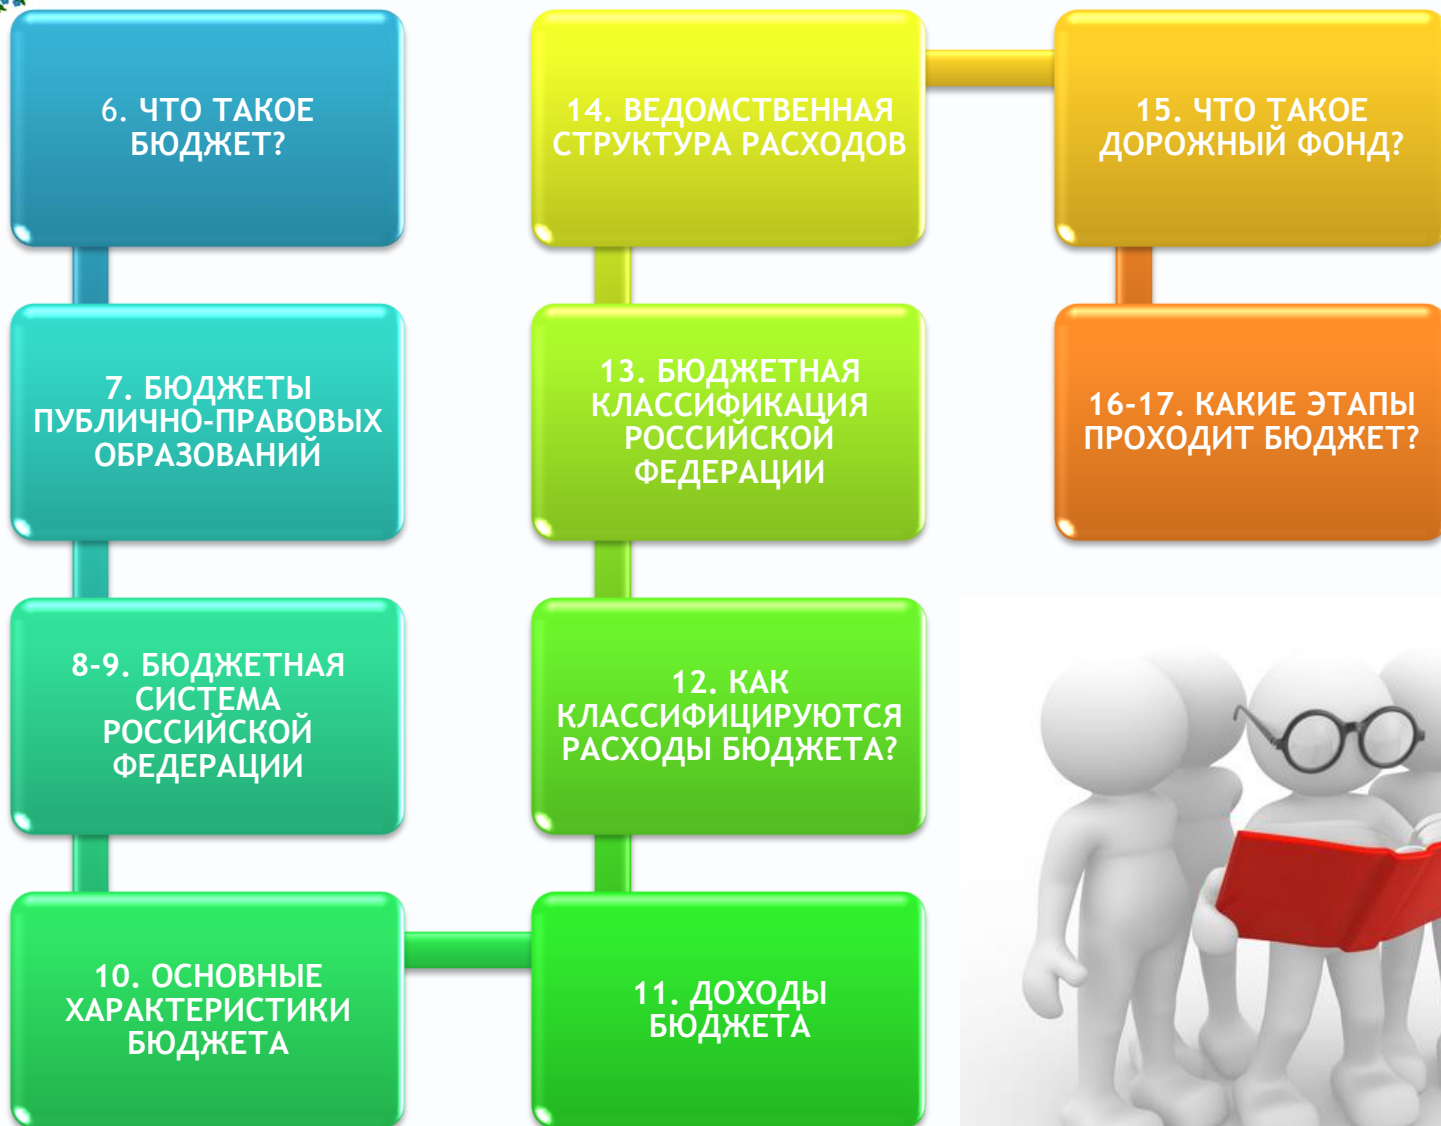 6. ЧТО ТАКОЕ
БЮДЖЕТ?
7. БЮДЖЕТЫ
ПУБЛИЧНО-ПРАВОВЫХ
ОБРАЗОВАНИЙ
8-9. БЮДЖЕТНАЯ
СИСТЕМА
РОССИЙСКОЙ
ФЕДЕРАЦИИ
10. ОСНОВНЫЕ
ХАРАКТЕРИСТИКИ
БЮДЖЕТА
11. ДОХОДЫ
БЮДЖЕТА
12. КАК
КЛАССИФИЦИРУЮТСЯ
РАСХОДЫ БЮДЖЕТА?
13. БЮДЖЕТНАЯ
КЛАССИФИКАЦИЯ
РОССИЙСКОЙ
ФЕДЕРАЦИИ
14. ВЕДОМСТВЕННАЯ
СТРУКТУРА РАСХОДОВ
15. ЧТО ТАКОЕ
ДОРОЖНЫЙ ФОНД?
16-17. КАКИЕ ЭТАПЫ
ПРОХОДИТ БЮДЖЕТ?